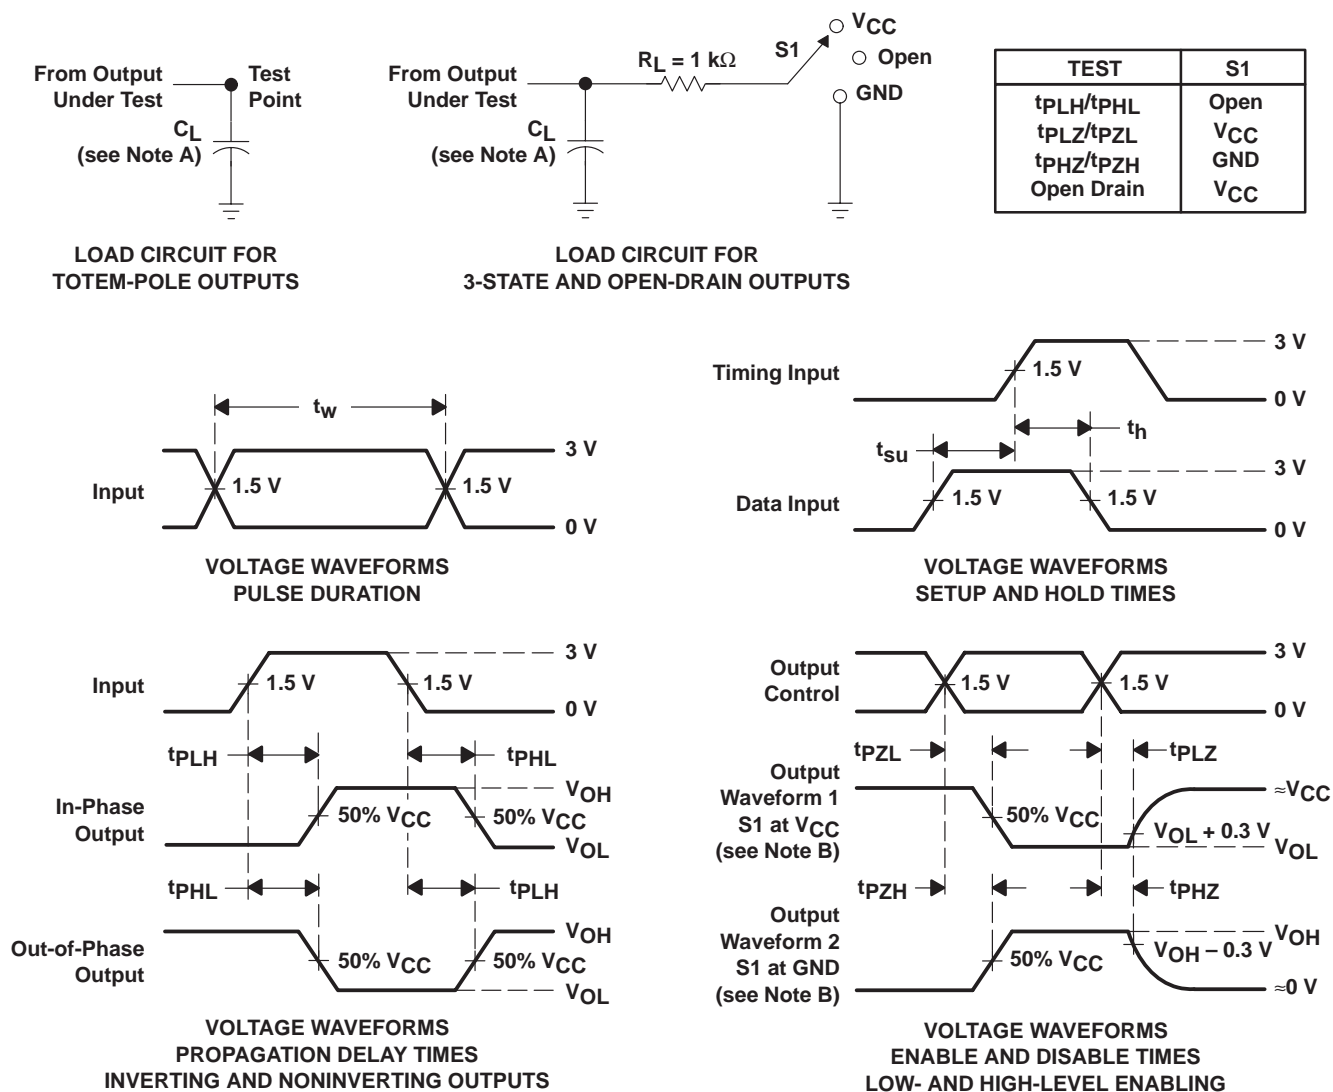 From Output
Under Test
Test
Point
CL
(see Note A)
LOAD CIRCUIT FOR
TOTEM-POLE OUTPUTS
From Output
Under Test
RL = 1 kΩ
S1
VCC
Open
GND
CL
(see Note A)
LOAD CIRCUIT FOR
3-STATE AND OPEN-DRAIN OUTPUTS
TEST S1
tPLH/tPHL Open
tPLZ/tPZL VCC
tPHZ/tPZH GND
Open Drain VCC
tw
Input
1.5 V
1.5 V
3 V
0 V
VOLTAGE WAVEFORMS
PULSE DURATION
Timing Input
1.5 V
3 V
0 V
th
tsu
Data Input
1.5 V
1.5 V
3 V
0 V
VOLTAGE WAVEFORMS
SETUP AND HOLD TIMES
Input
1.5 V
1.5 V
3 V
0 V
tPLH
tPHL
In-Phase
Output
50% VCC
50% VCC
VOH
VOL
tPHL
tPLH
Out-of-Phase
Output
50% VCC
50% VCC
VOH
VOL
VOLTAGE WAVEFORMS
PROPAGATION DELAY TIMES
INVERTING AND NONINVERTING OUTPUTS
Output
Control
1.5 V
1.5 V
3 V
0 V
tPZL
tPLZ
Output
Waveform 1
S1 at VCC
(see Note B)
50% VCC
VOL + 0.3 V
≈VCC
VOL
tPZH
tPHZ
Output
Waveform 2
S1 at GND
(see Note B)
50% VCC
VOH − 0.3 V
VOH
≈0 V
VOLTAGE WAVEFORMS
ENABLE AND DISABLE TIMES
LOW- AND HIGH-LEVEL ENABLING